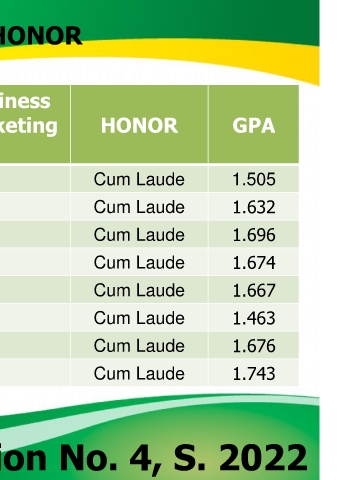 HONOR
iness
keting HONOR GPA
Cum Laude 1.505
Cum Laude 1.632
Cum Laude 1.696
Cum Laude 1.674
Cum Laude 1.667
Cum Laude 1.463
Cum Laude 1.676
Cum Laude 1.743
ion No. 4, S. 2022